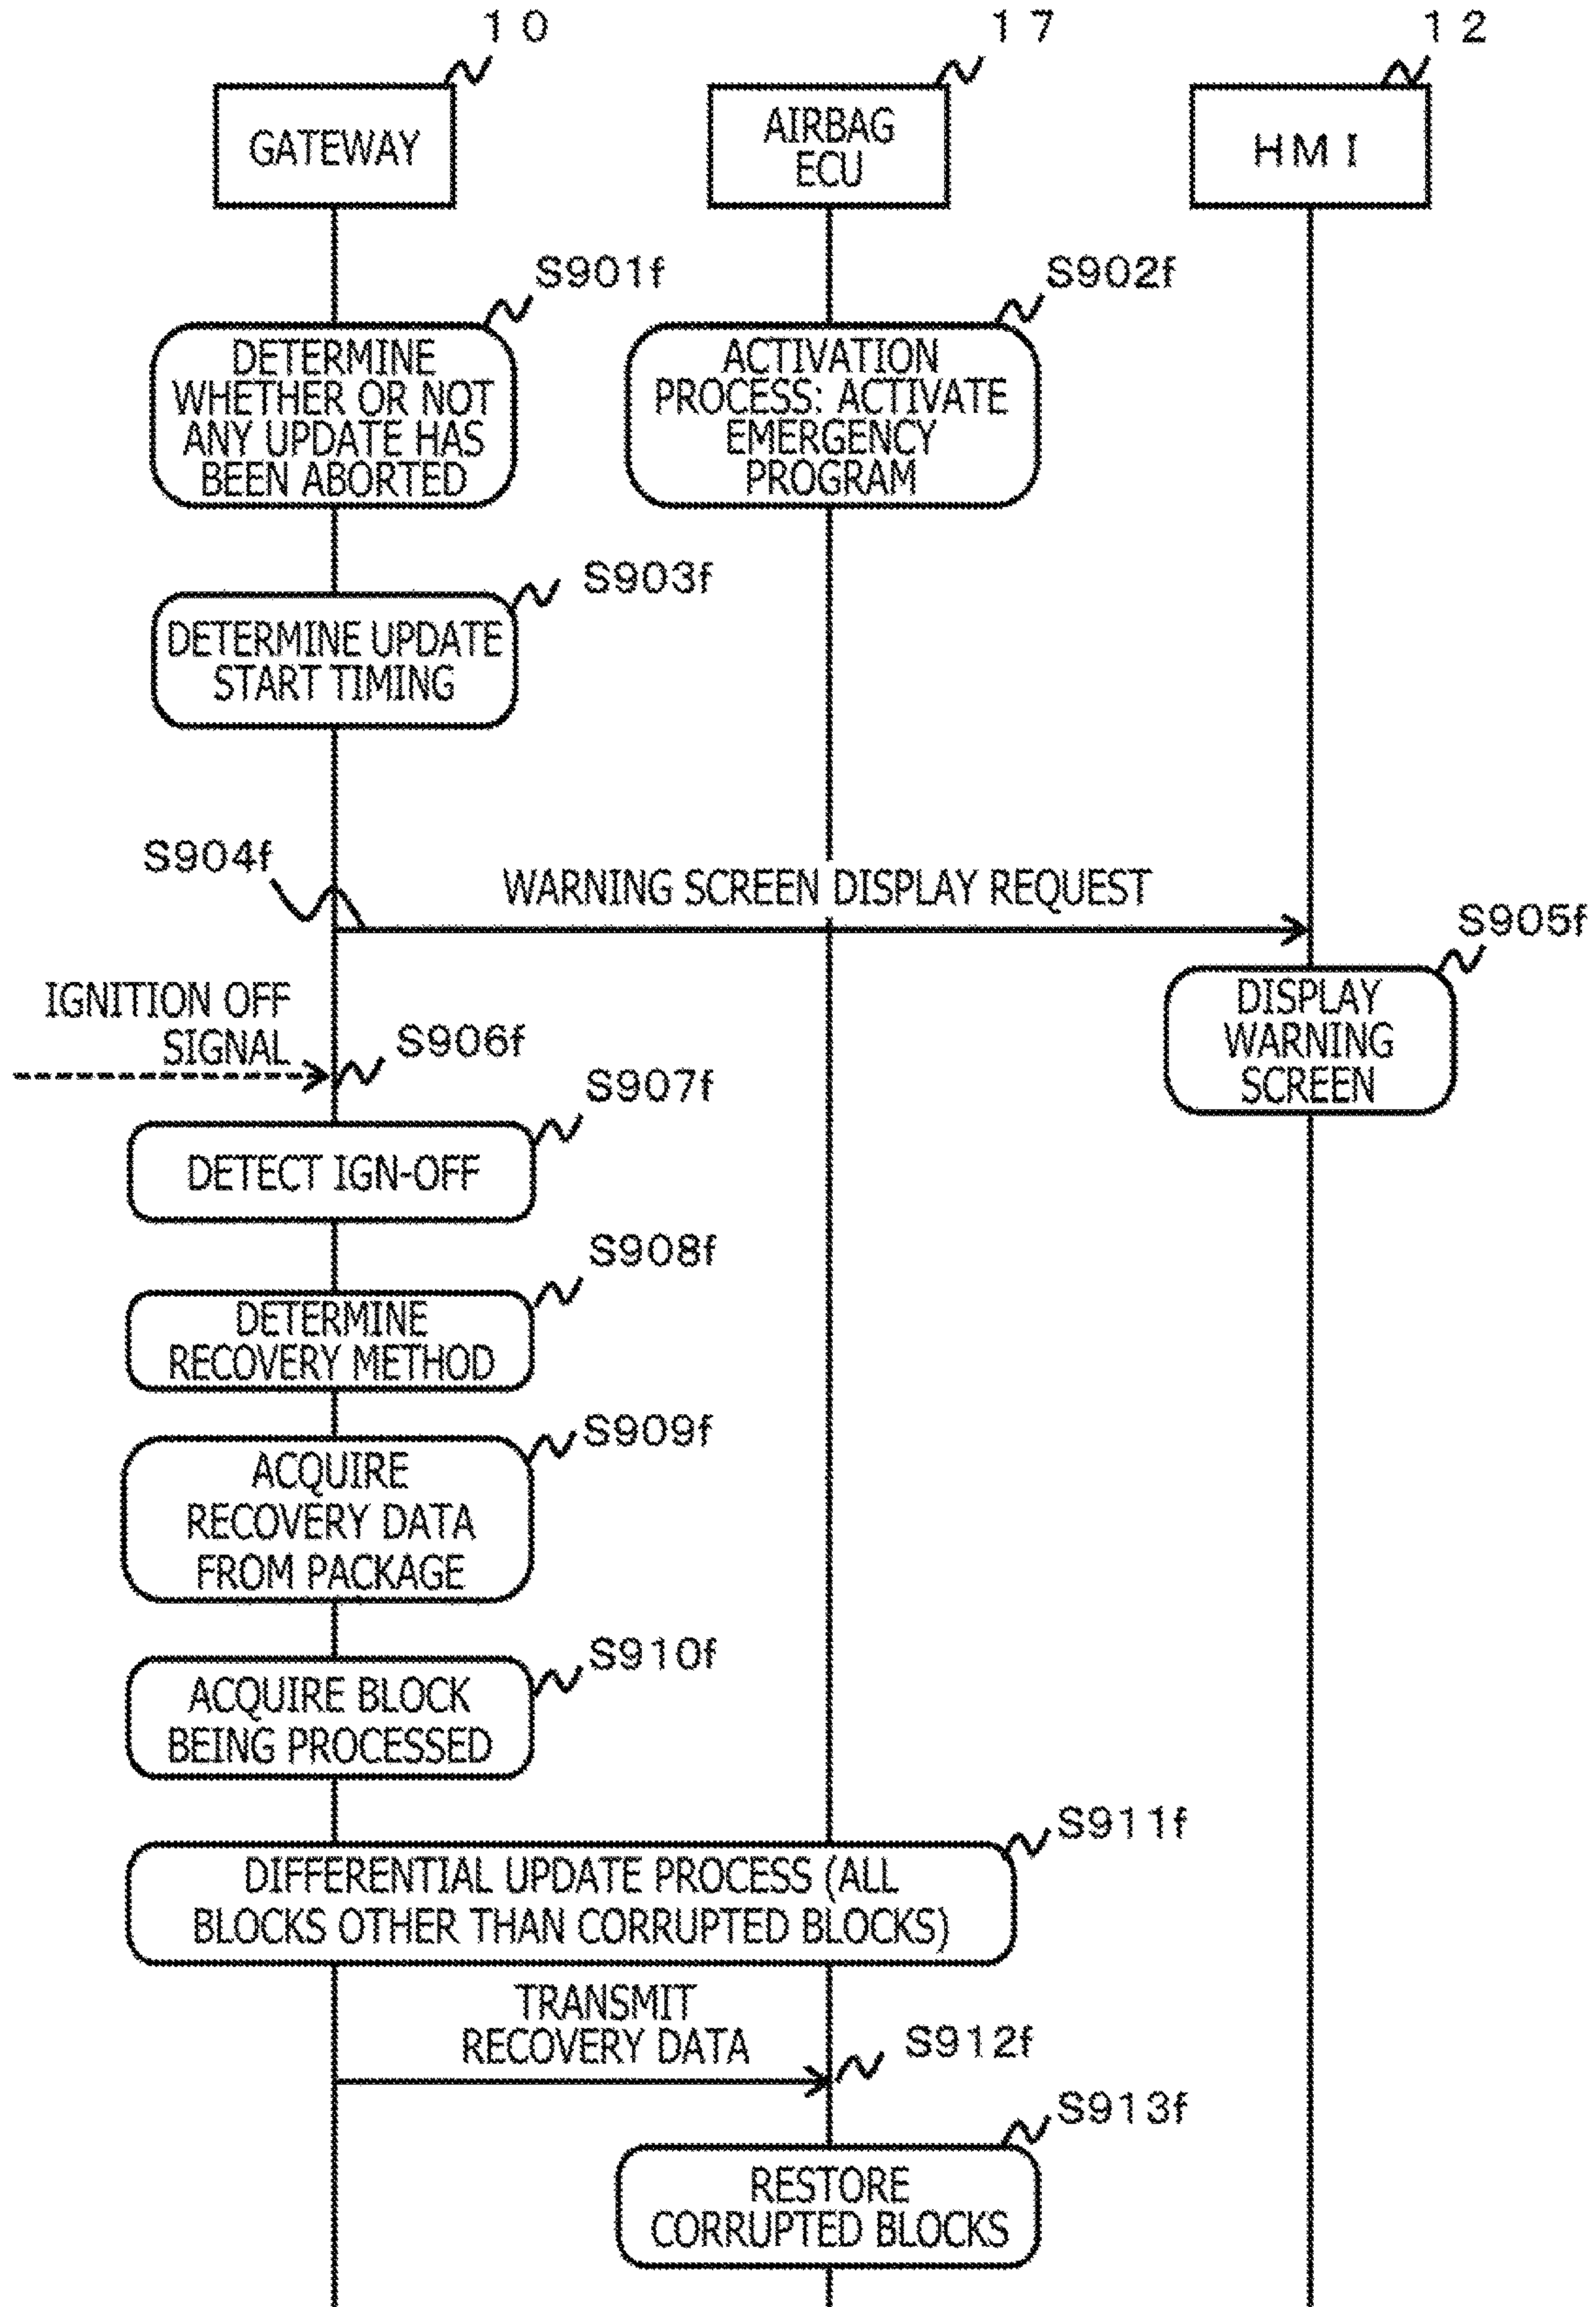 10
17
12
GATEWAY
AIRBAG
ECU
HMI
S901f
S902f
DETERMINE
WHETHER OR NOT
ANY UPDATE HAS
BEEN ABORTED
ACTIVATION
PROCESS: ACTIVATE
EMERGENCY
PROGRAM
S903f
DETERMINE UPDATE
START TIMING
S904f
WARNING SCREEN DISPLAY REQUEST
S905f
DISPLAY
WARNING
SCREEN
IGNITION OFF
SIGNAL
S906f
S907f
DETECT IGN-OFF
S908f
DETERMINE
RECOVERY METHOD
S909f
ACQUIRE
RECOVERY DATA
FROM PACKAGE
S910f
ACQUIRE BLOCK
BEING PROCESSED
S911f
DIFFERENTIAL UPDATE PROCESS (ALL
BLOCKS OTHER THAN CORRUPTED BLOCKS)
TRANSMIT
RECOVERY DATA
S912f
S913f
RESTORE
CORRUPTED BLOCKS